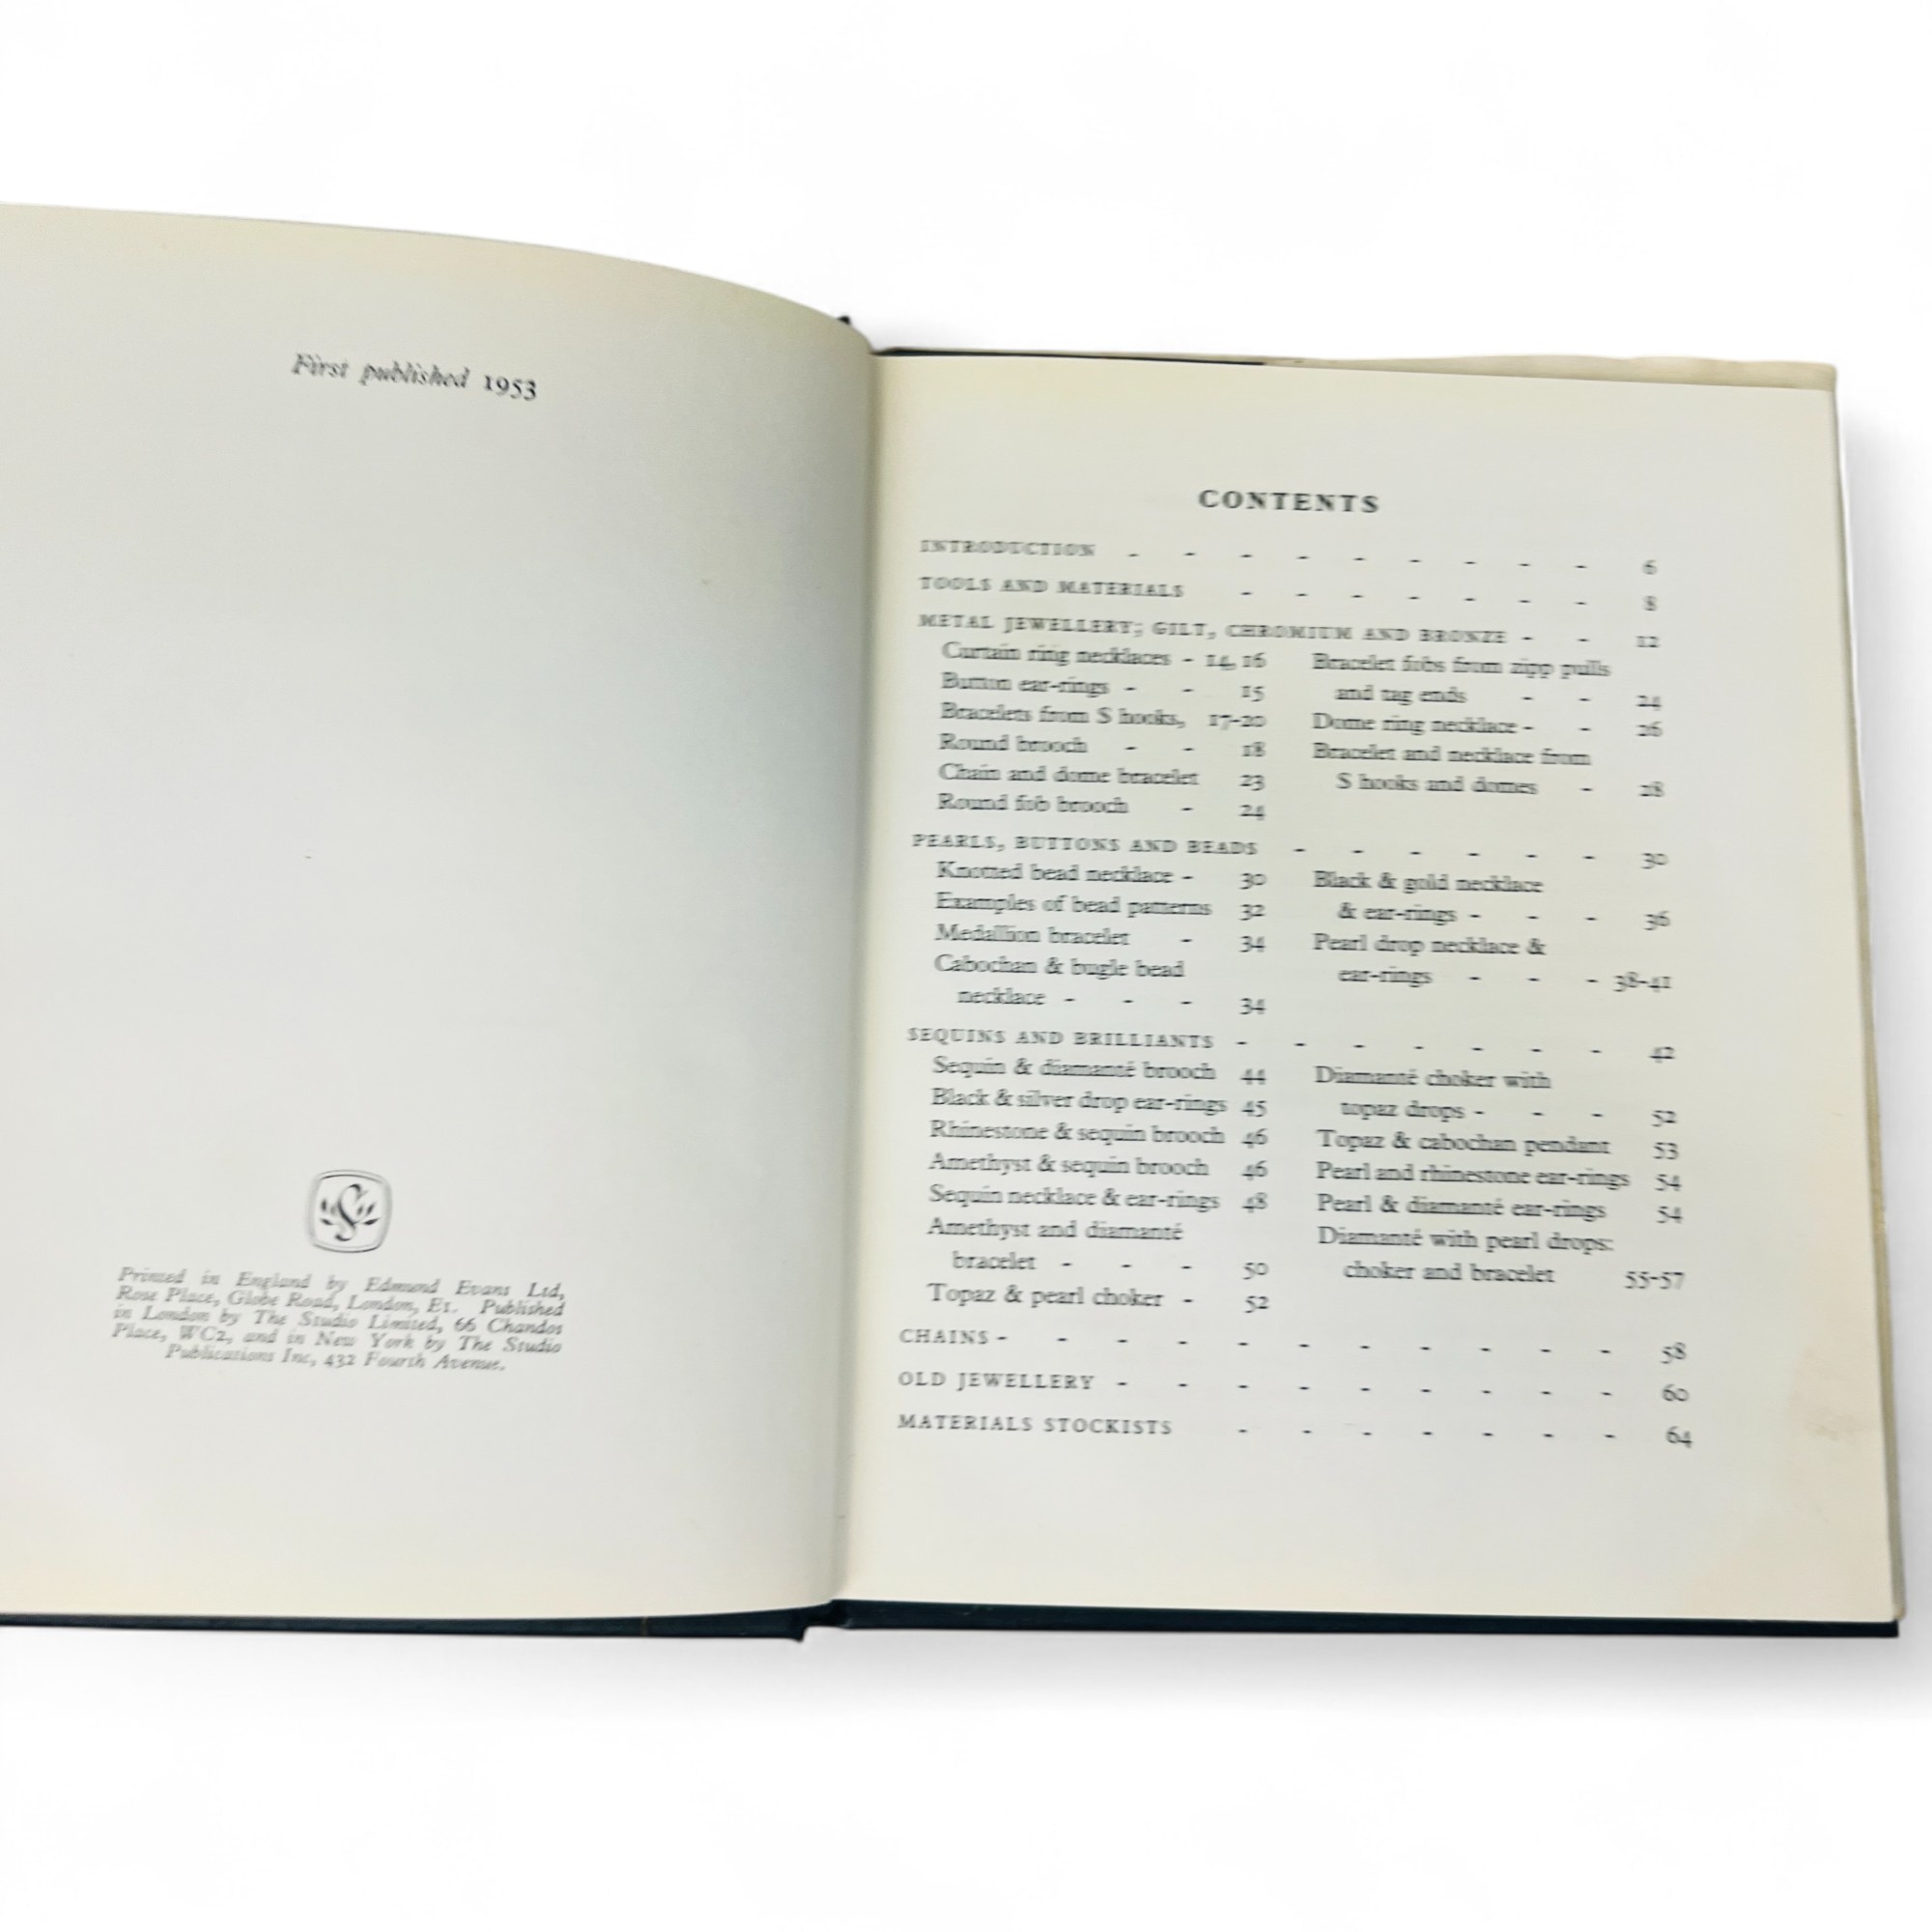 First published 1953
S
Printed in England by Edmund Evans Ltd,
Rose Place, Globe Road, London, E1. Published
in London by The Studio Limited, 66 Chandos
Place, WC2, and in New York by The Studio
Publications Inc, 432 Fourth Avenue.
CONTENTS
INTRODUCTION - - - - - - - - - 6
TOOLS AND MATERIALS - - - - - - - 8
METAL JEWELLERY; GILT, CHROMIUM AND BRONZE - - 12
Curtain ring necklaces - 14, 16
Button ear-rings - - 15
Bracelets from S hooks, 17-20
Round brooch - - 18
Chain and dome bracelet 23
Round fob brooch - 24
Bracelet fobs from zipp pulls
and tag ends - - 24
Dome ring necklace - - 26
Bracelet and necklace from
S hooks and domes - 28
PEARLS, BUTTONS AND BEADS - - - - - - 30
Knotted bead necklace - 30
Examples of bead patterns 32
Medallion bracelet - 34
Cabochan & bugle bead
necklace - - - 34
Black & gold necklace
& ear-rings - - - 36
Pearl drop necklace &
ear-rings - - - 38-41
SEQUINS AND BRILLIANTS - - - - - - - 42
Sequin & diamanté brooch 44
Black & silver drop ear-rings 45
Rhinestone & sequin brooch 46
Amethyst & sequin brooch 46
Sequin necklace & ear-rings 48
Amethyst and diamanté
bracelet - - - 50
Topaz & pearl choker - 52
Diamanté choker with
topaz drops - - - 52
Topaz & cabochan pendant 53
Pearl and rhinestone ear-rings 54
Pearl & diamanté ear-rings 54
Diamanté with pearl drops:
choker and bracelet 55-57
CHAINS - - - - - - - - - - - 58
OLD JEWELLERY - - - - - - - - - 60
MATERIALS STOCKISTS - - - - - - - 64